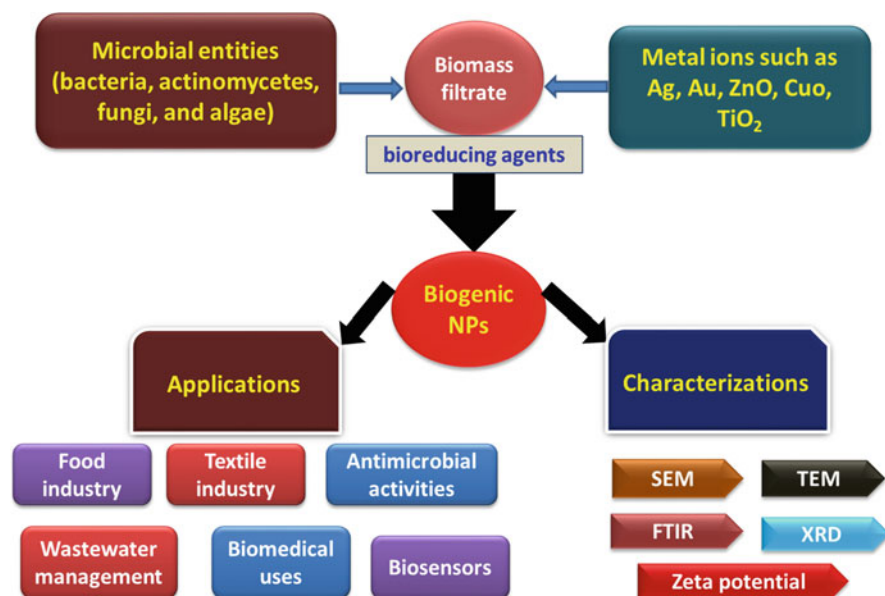 Microbial entities
(bacteria, actinomycetes,
fungi, and algae)
Biomass
filtrate
Metal ions such as
Ag, Au, ZnO, Cuo,
TiO₂
bioreducing agents
Biogenic
NPs
Applications
Characterizations
Food
industry
Textile
industry
Antimicrobial
activities
Wastewater
management
Biomedical
uses
Biosensors
SEM
TEM
FTIR
XRD
Zeta potential